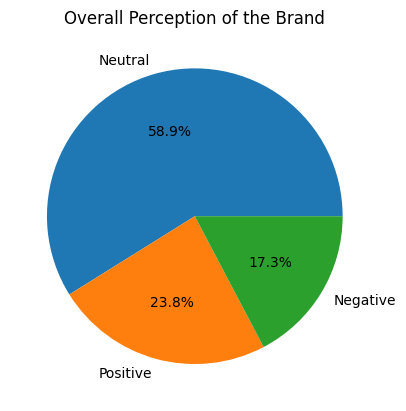 Overall Perception of the Brand
Neutral
58.9%
17.3%
23.8%
Negative
Positive